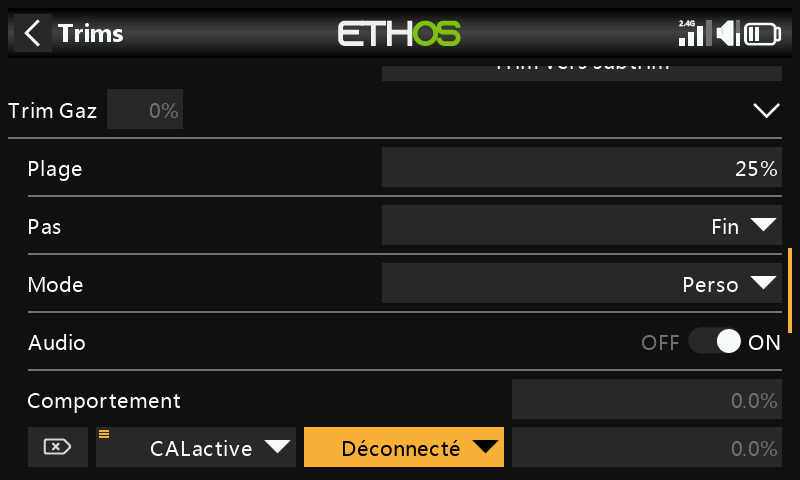 Trims
ETHOS
2.4G
Trim vers subtrim
Trim Gaz 0%
Plage 25%
Pas Fin
Mode Perso
Audio OFF ON
Comportement 0.0%
CALactive Déconnecté 0.0%